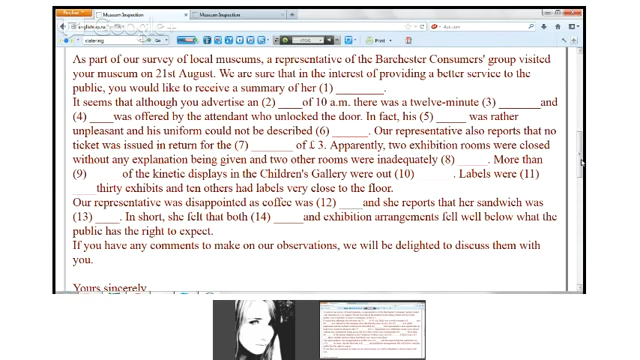 Museum Inspection
Museum Inspection
As part of our survey of local museums, a representative of the Barchester Consumers' group visited
your museum on 21st August. We are sure that in the interest of providing a better service to the
public, you would like to receive a summary of her (1) _________.
It seems that although you advertise an (2) ____of 10 a.m. there was a twelve-minute (3) _______and
(4) ____was offered by the attendant who unlocked the door. In fact, his (5) _____ was rather
unpleasant and his uniform could not be described (6) ______. Our representative also reports that no
ticket was issued in return for the (7) _______ of £ 3. Apparently, two exhibition rooms were closed
without any explanation being given and two other rooms were inadequately (8) _____. More than
(9) _____ of the kinetic displays in the Children's Gallery were out (10) ______. Labels were (11)
____thirty exhibits and ten others had labels very close to the floor.
Our representative was disappointed as coffee was (12) ____and she reports that her sandwich was
(13) ____. In short, she felt that both (14) _____and exhibition arrangements fell well below what the
public has the right to expect.
If you have any comments to make on our observations, we will be delighted to discuss them with
you.
Yours sincerely